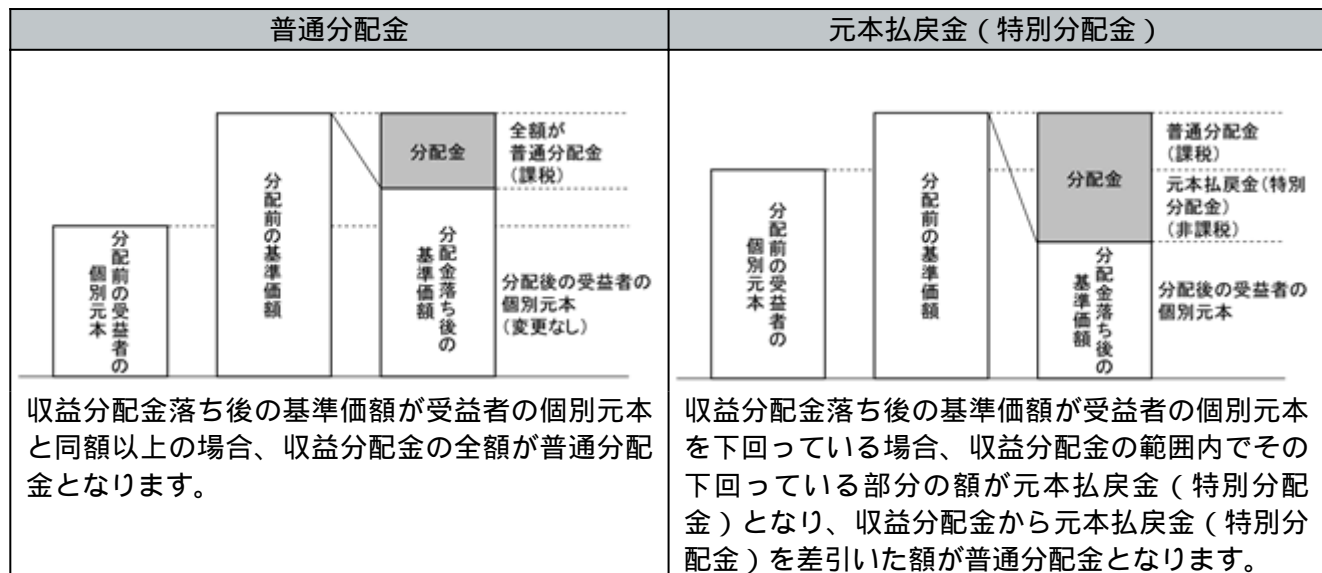 普通分配金
分配前の受益者の
個別元本
分配前の基準価額
分配金
分配金落ち後の
基準価額
全額が
普通分配金
(課税)
分配後の受益者の
個別元本
(変更なし)
収益分配金落ち後の基準価額が受益者の個別元本
と同額以上の場合、収益分配金の全額が普通分配
金となります。
元本払戻金(特別分配金)
分配前の受益者の
個別元本
分配前の基準価額
分配金
分配金落ち後の
基準価額
普通分配金
(課税)
元本払戻金(特別
分配金)
(非課税)
分配後の受益者の
個別元本
収益分配金落ち後の基準価額が受益者の個別元本
を下回っている場合、収益分配金の範囲内でその
下回っている部分の額が元本払戻金(特別分配
金)となり、収益分配金から元本払戻金(特別分
配金)を差引いた額が普通分配金となります。